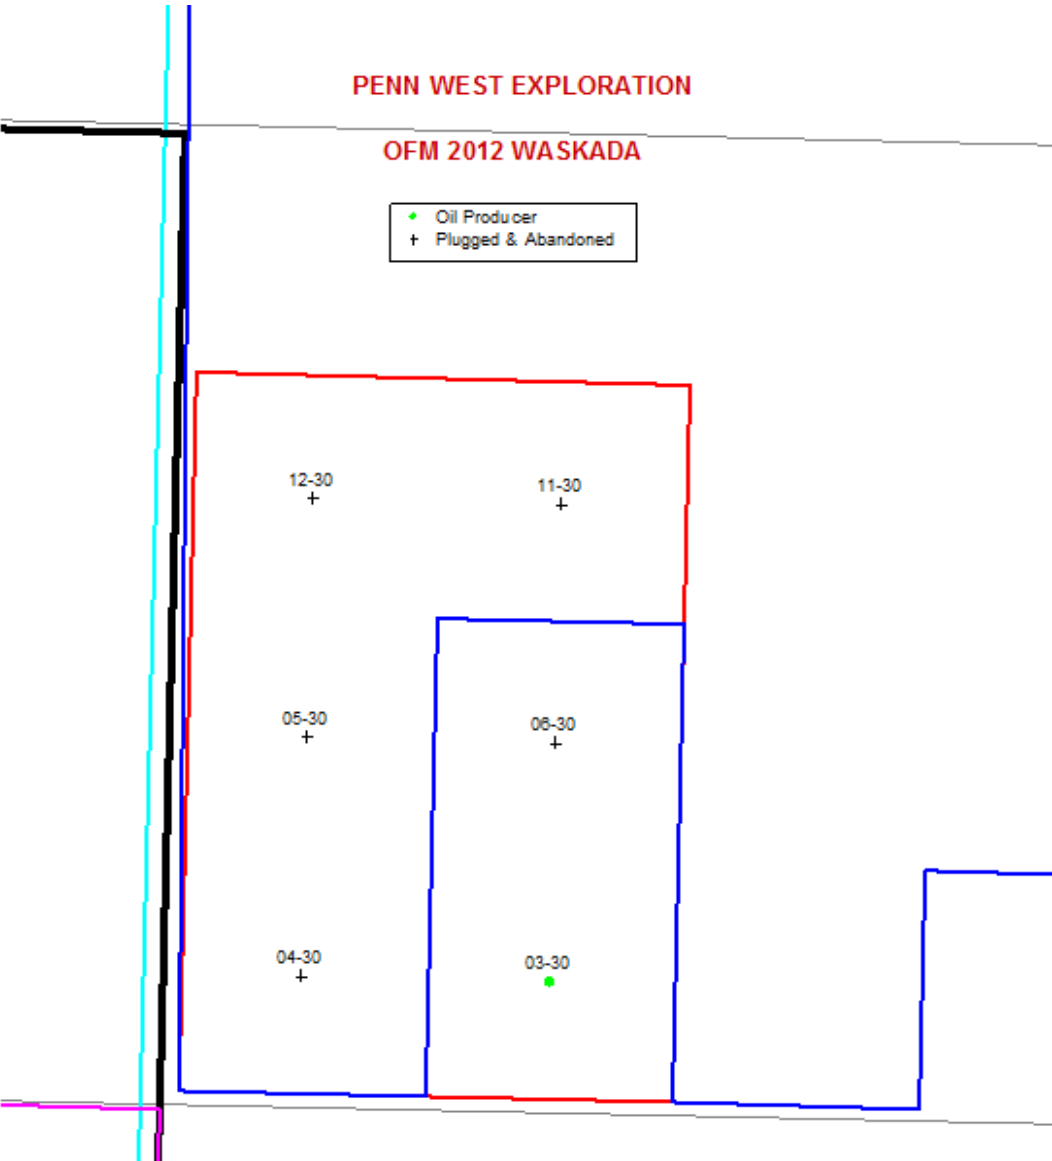 PENN WEST EXPLORATION
OFM 2012 WASKADA
Oil Producer
Plugged & Abandoned
12-30
11-30
05-30
06-30
04-30
03-30